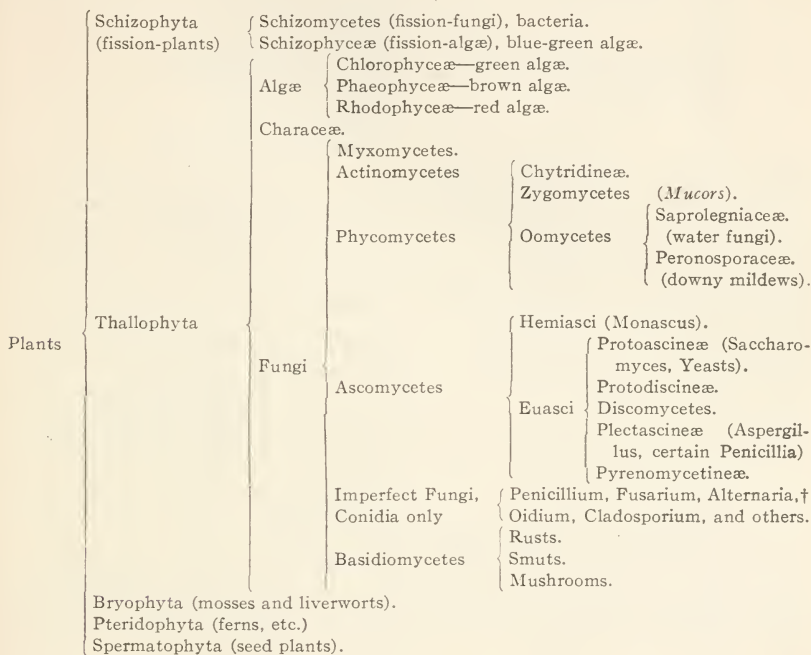 Schizophyta
(fission-plants)
Schizomycetes (fission-fungi), bacteria.
Schizophyceæ (fission-algæ), blue-green algæ.
Algæ
Chlorophyceæ—green algæ.
Phaeophyceæ—brown algæ.
Rhodophyceæ—red algæ.
Characeæ.
Myxomycetes.
Actinomycetes
Phycomycetes
Chytridineæ.
Zygomycetes (Mucors).
Oomycetes
Saprolegniaceæ.
(water fungi).
Peronosporaceæ.
(downy mildews).
Plants
Thallophyta
Fungi
Ascomycetes
Hemiasci (Monascus).
Euasci
Protoascineæ (Saccharo-
myces, Yeasts).
Protodiscineæ.
Discomycetes.
Plectascineæ (Aspergil-
lus, certain Penicillia)
Pyrenomycetineæ.
Imperfect Fungi,
Conidia only
Penicillium, Fusarium, Alternaria,†
Oidium, Cladosporium, and others.
Basidiomycetes
Rusts.
Smuts.
Mushrooms.
Bryophyta (mosses and liverworts).
Pteridophyta (ferns, etc.)
Spermatophyta (seed plants).